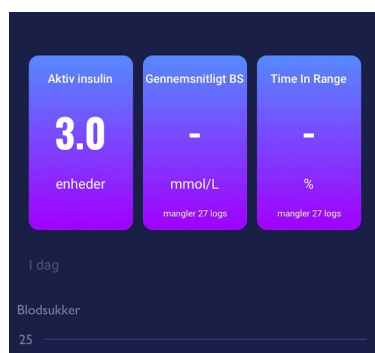 Aktiv insulin
3.0
enheder
Gennemsnitligt BS
-
mmol/L
mangler 27 logs
Time In Range
-
%
mangler 27 logs
I dag
Blodsukker
25